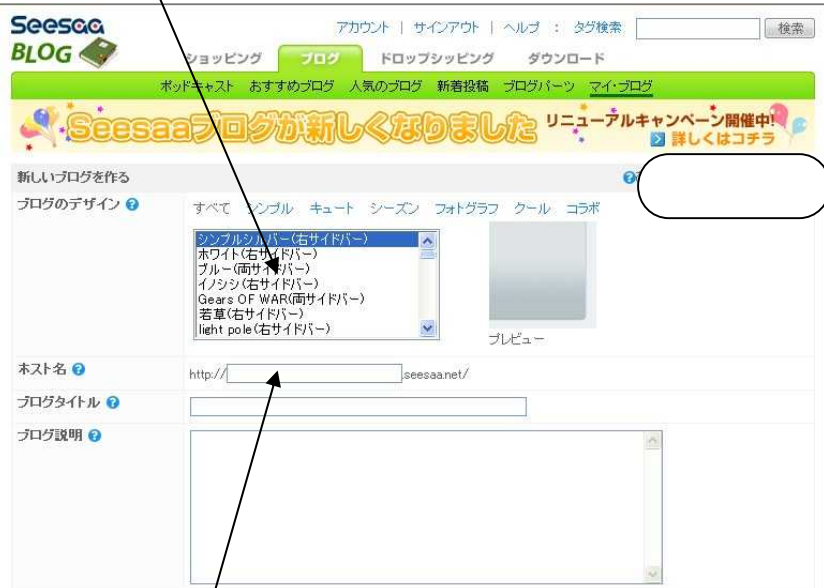 Seesaa
BLOG
アカウント | サインアウト | ヘルプ : タグ検索 検索
ショッピング ブログ ドロップシッピング ダウンロード
ポッドキャスト おすすめブログ 人気のブログ 新着投稿 ブログパーツ マイ・ブログ
Seesaaブログが新しくなりました リニューアルキャンペーン開催中!
詳しくはコチラ
新しいブログを作る
ブログのデザイン
すべて シンプル キュート シーズン フォトグラフ クール コラボ
シンプルシルバー(右サイドバー)
ホワイト(右サイドバー)
ブルー(両サイドバー)
イノシシ(右サイドバー)
Gears OF WAR(両サイドバー)
若草(右サイドバー)
light pole(右サイドバー)
プレビュー
ホスト名
http:// .seesaa.net/
ブログタイトル
ブログ説明